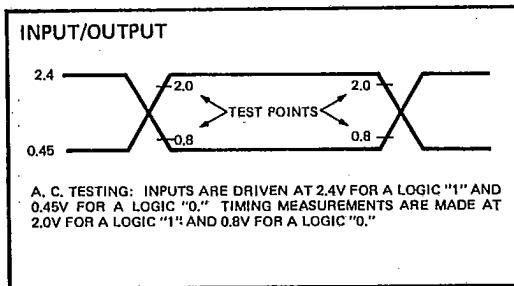 INPUT/OUTPUT
2.4
2.0
TEST POINTS
2.0
0.8
0.8
0.45
A. C. TESTING: INPUTS ARE DRIVEN AT 2.4V FOR A LOGIC "1" AND
0.45V FOR A LOGIC "0." TIMING MEASUREMENTS ARE MADE AT
2.0V FOR A LOGIC "1" AND 0.8V FOR A LOGIC "0."